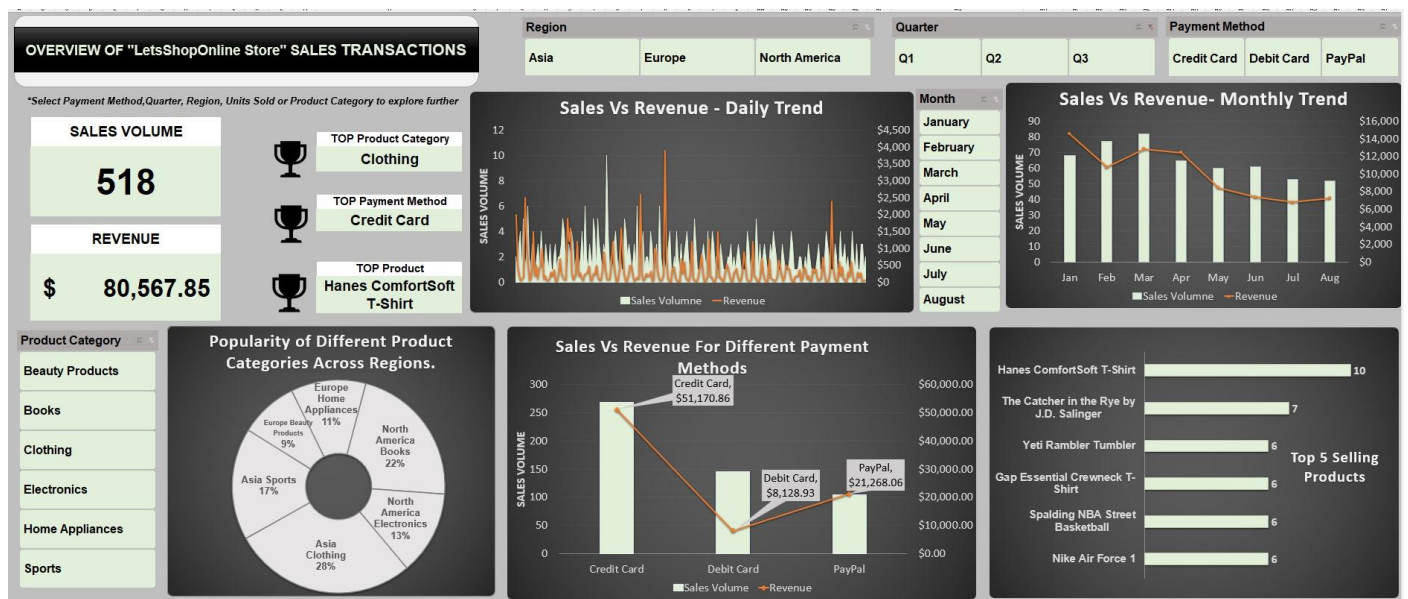 OVERVIEW OF "LetsShopOnline Store" SALES TRANSACTIONS
Region
Asia
Europe
North America
Quarter
Q1
Q2
Q3
Payment Method
Credit Card
Debit Card
PayPal
*Select Payment Method,Quarter, Region, Units Sold or Product Category to explore further
SALES VOLUME
518
REVENUE
$ 80,567.85
TOP Product Category
Clothing
TOP Payment Method
Credit Card
TOP Product
Hanes ComfortSoft
T-Shirt
Sales Vs Revenue - Daily Trend
SALES VOLUME
12
10
8
6
4
2
0
$4,500
$4,000
$3,500
$3,000
$2,500
$2,000
$1,500
$1,000
$500
$0
Sales Volumne
Revenue
Month
January
February
March
April
May
June
July
August
Sales Vs Revenue- Monthly Trend
SALES VOLUME
90
80
70
60
50
40
30
20
10
0
$16,000
$14,000
$12,000
$10,000
$8,000
$6,000
$4,000
$2,000
$0
Jan Feb Mar Apr May Jun Jul Aug
Sales Volumne
Revenue
Product Category
Beauty Products
Books
Clothing
Electronics
Home Appliances
Sports
Popularity of Different Product
Categories Across Regions.
Europe
Home
Appliances
11%
Europe Beauty
Products
9%
North
America
Books
22%
Asia Sports
17%
North
America
Electronics
13%
Asia
Clothing
28%
Sales Vs Revenue For Different Payment
Methods
SALES VOLUME
300
250
200
150
100
50
0
$60,000.00
$50,000.00
$40,000.00
$30,000.00
$20,000.00
$10,000.00
$0.00
Credit Card,
$51,170.86
Debit Card,
$8,128.93
PayPal,
$21,268.06
Credit Card Debit Card PayPal
Sales Volume
Revenue
Hanes ComfortSoft T-Shirt
10
The Catcher in the Rye by
J.D. Salinger
7
Yeti Rambler Tumbler
6
Gap Essential Crewneck T-
Shirt
6
Spalding NBA Street
Basketball
6
Nike Air Force 1
6
Top 5 Selling
Products